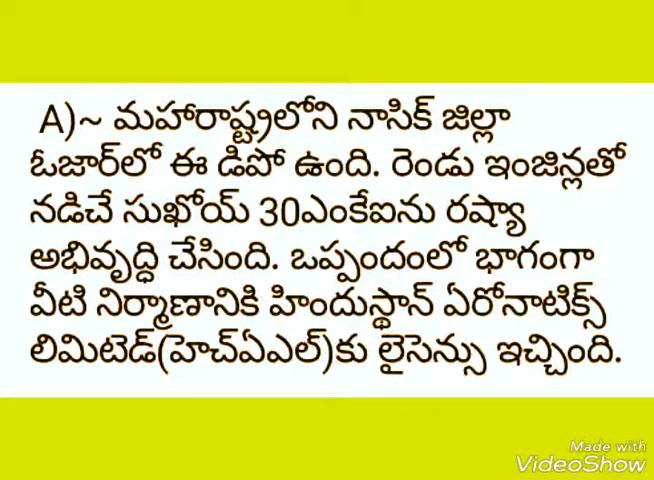 A)~ మహారాష్ట్రలోని నాసిక్ జిల్లా
ఓజార్‌లో ఈ డిపో ఉంది. రెండు ఇంజిన్లతో
నడిచే సుఖోయ్ 30ఎంకేఐను రష్యా
అభివృద్ధి చేసింది. ఒప్పందంలో భాగంగా
వీటి నిర్మాణానికి హిందుస్థాన్ ఏరోనాటిక్స్
లిమిటెడ్(హెచ్ఏఎల్)కు లైసెన్సు ఇచ్చింది.
Made with
VideoShow